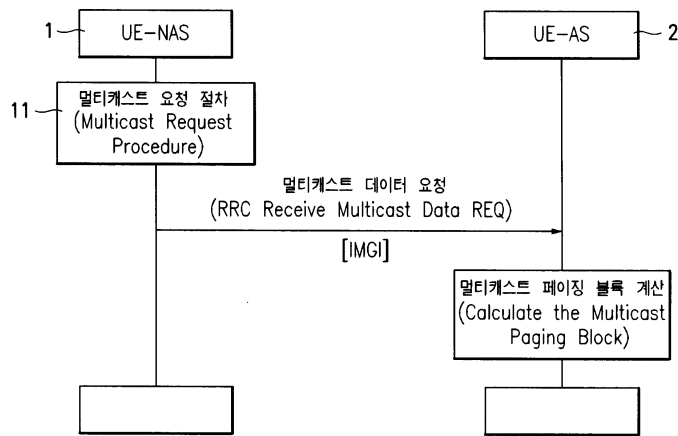 1
UE-NAS
UE-AS
2
11
멀티캐스트 요청 절차
(Multicast Request
Procedure)
멀티캐스트 데이터 요청
(RRC Receive Multicast Data REQ)
[IMGI]
멀티캐스트 페이징 블록 계산
(Calculate the Multicast
Paging Block)